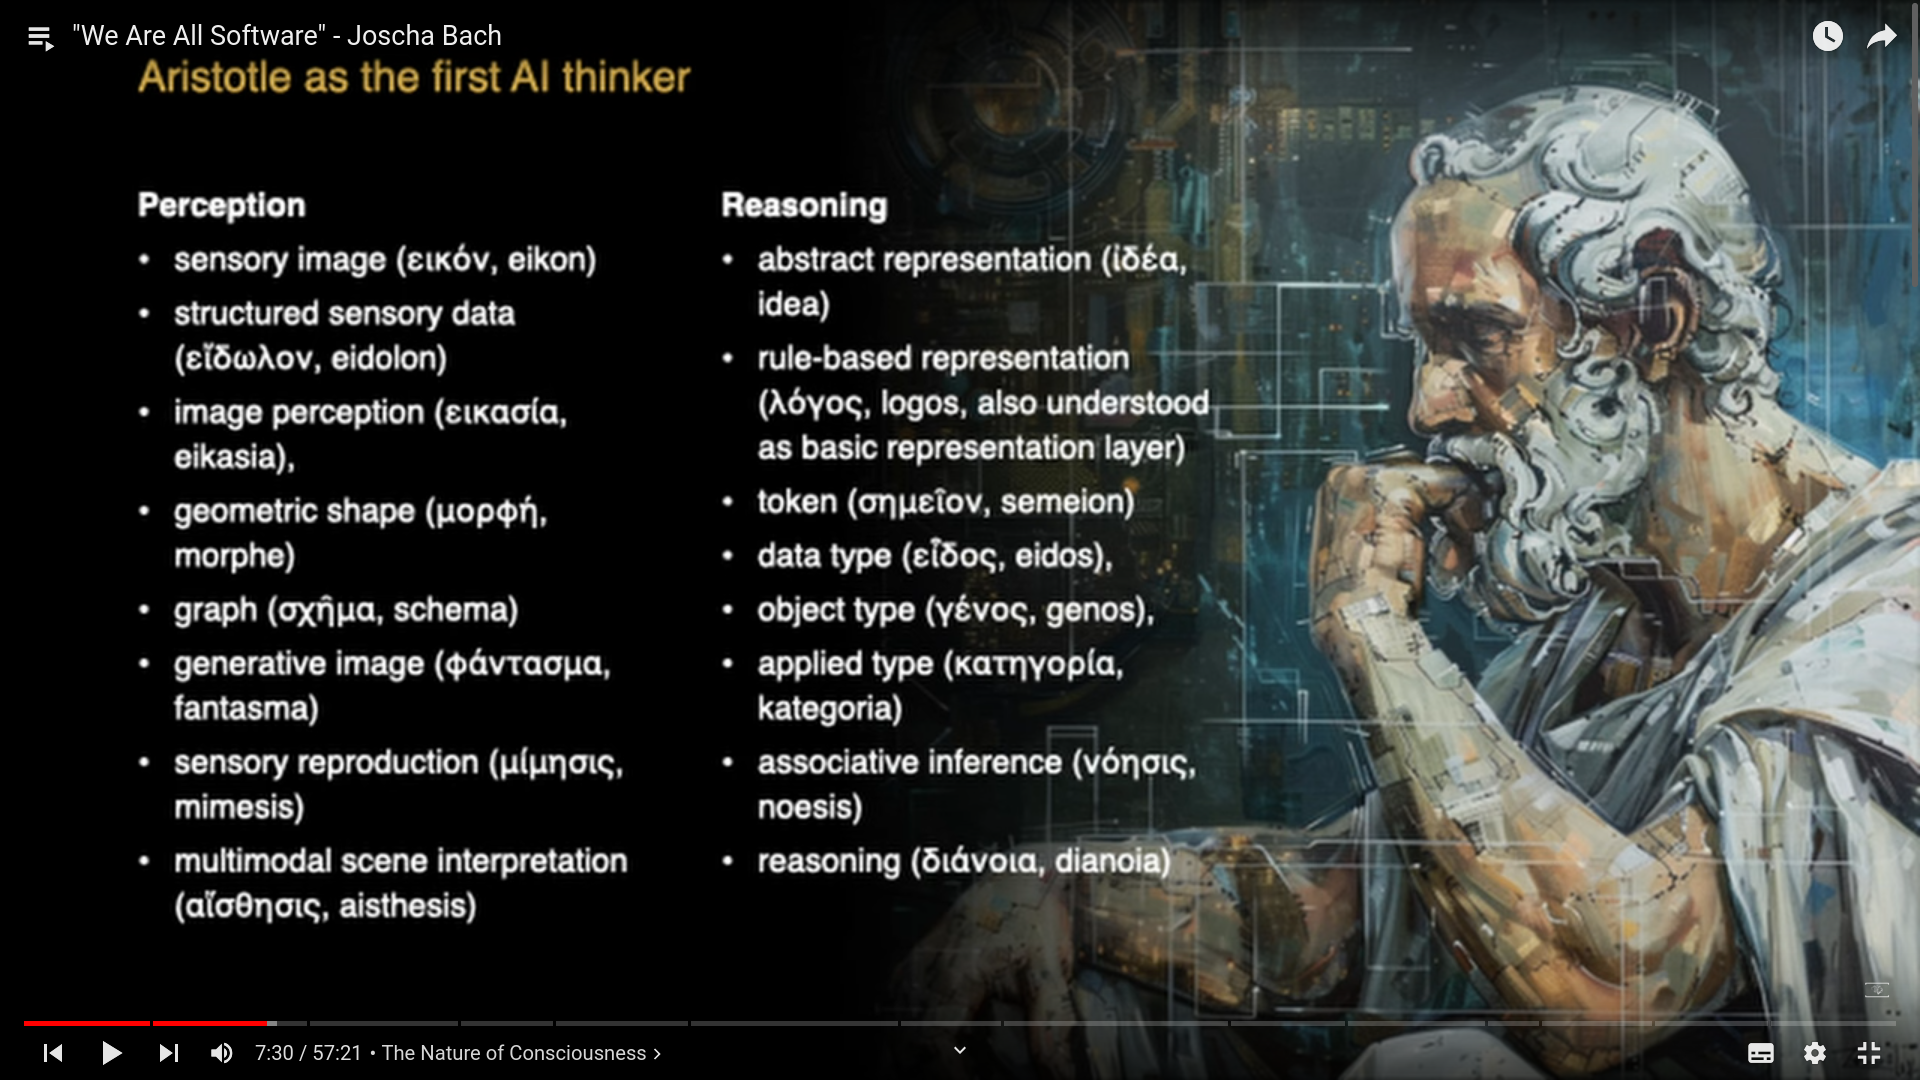 "We Are All Software" - Joscha Bach
Aristotle as the first AI thinker
Perception
• sensory image (εικόν, eikon)
• structured sensory data
(εἴδωλον, eidolon)
• image perception (εικασία,
eikasia),
• geometric shape (μορφή,
morphe)
• graph (σχῆμα, schema)
• generative image (φάντασμα,
fantasma)
• sensory reproduction (μίμησις,
mimesis)
• multimodal scene interpretation
(αἴσθησις, aisthesis)
Reasoning
• abstract representation (ἰδέα,
idea)
• rule-based representation
(λόγος, logos, also understood
as basic representation layer)
• token (σημεῖον, semeion)
• data type (εἶδος, eidos),
• object type (γένος, genos),
• applied type (κατηγορία,
kategoria)
• associative inference (νόησις,
noesis)
• reasoning (διάνοια, dianoia)
7:30 / 57:21 • The Nature of Consciousness